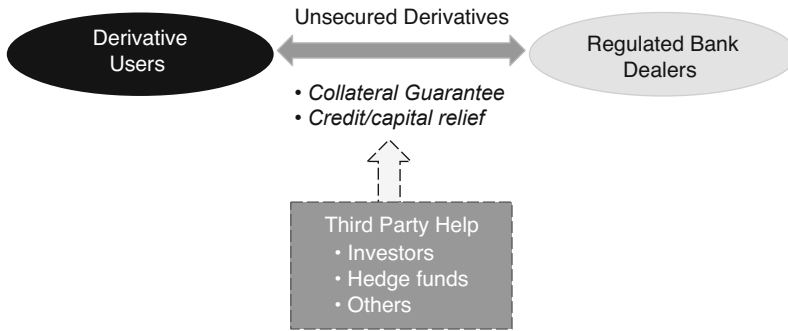 Unsecured Derivatives
Derivative
Users
Regulated Bank
Dealers
• Collateral Guarantee
• Credit/capital relief
Third Party Help
• Investors
• Hedge funds
• Others